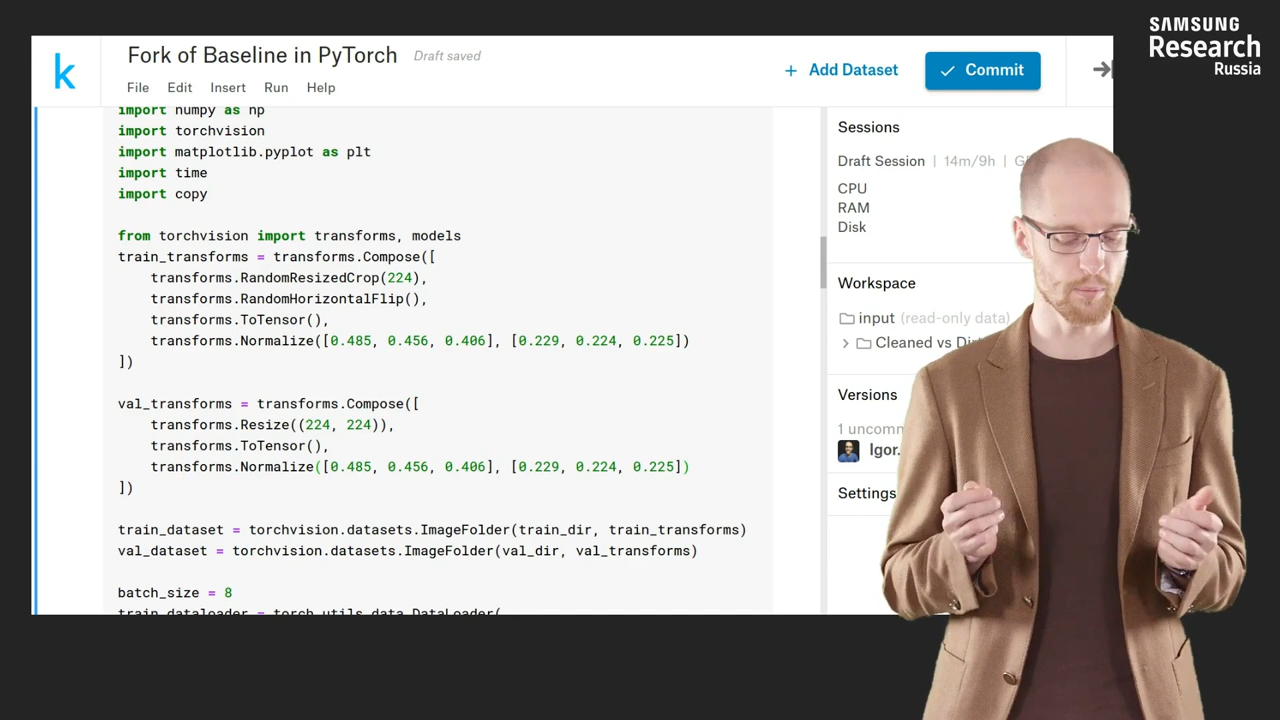 SAMSUNG
Research
Russia
k
Fork of Baseline in PyTorch Draft saved
File Edit Insert Run Help
+ Add Dataset
Commit
import numpy as np
import torchvision
import matplotlib.pyplot as plt
import time
import copy
from torchvision import transforms, models
train_transforms = transforms.Compose([
transforms.RandomResizedCrop(224),
transforms.RandomHorizontalFlip(),
transforms.ToTensor(),
transforms.Normalize([0.485, 0.456, 0.406], [0.229, 0.224, 0.225])
])
val_transforms = transforms.Compose([
transforms.Resize((224, 224)),
transforms.ToTensor(),
transforms.Normalize([0.485, 0.456, 0.406], [0.229, 0.224, 0.225])
])
train_dataset = torchvision.datasets.ImageFolder(train_dir, train_transforms)
val_dataset = torchvision.datasets.ImageFolder(val_dir, val_transforms)
batch_size = 8
train_dataloader = torch.utils.data.DataLoader(
Sessions
Draft Session | 14m/9h |
CPU
RAM
Disk
Workspace
input (read-only data)
Cleaned vs
Versions
1
Igor.
Settings